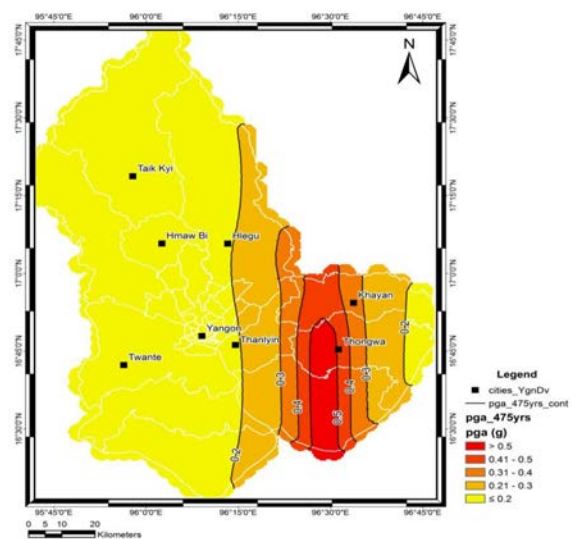 95°45'0"E 96°0'0"E 96°15'0"E 96°30'0"E 96°45'0"E
17°45'0"N 17°45'0"N
N
17°30'0"N 17°30'0"N
Taik Kyi
17°15'0"N 17°15'0"N
Hmaw Bi Hlegu
17°0'0"N 17°0'0"N
Khayan
0.2
Yangon Thanlyin Thongwa
16°45'0"N 16°45'0"N
Twante
0.3 0.4 0.5 0.4 0.3
0.2
16°30'0"N 16°30'0"N
Legend
cities_YgnDv
pga_475yrs_cont
pga_475yrs
pga (g)
> 0.5
0.41 - 0.5
0.31 - 0.4
0.21 - 0.3
≤ 0.2
95°45'0"E 96°0'0"E 96°15'0"E 96°30'0"E 96°45'0"E
0 5 10 20
Kilometers